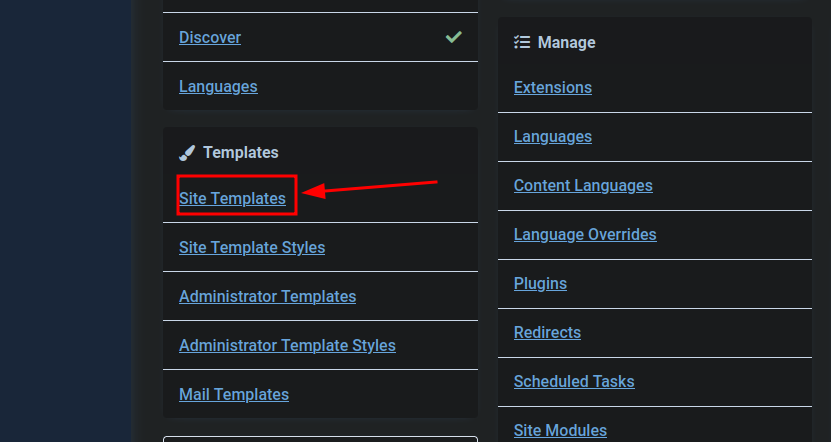 Discover
Languages
Templates
Site Templates
Site Template Styles
Administrator Templates
Administrator Template Styles
Mail Templates
Manage
Extensions
Languages
Content Languages
Language Overrides
Plugins
Redirects
Scheduled Tasks
Site Modules